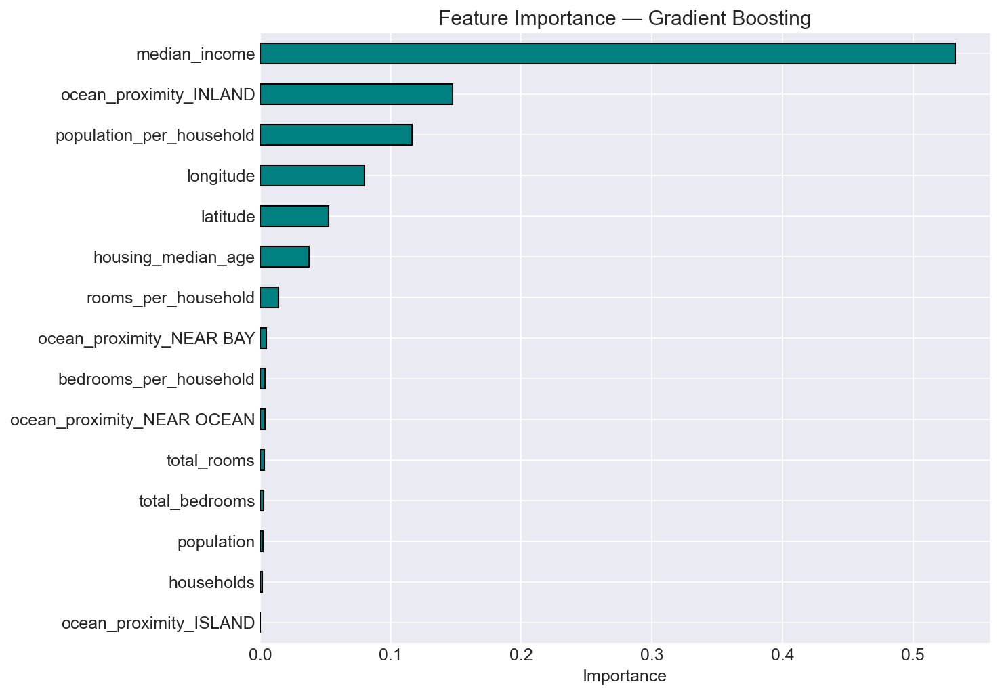 Feature Importance — Gradient Boosting
median_income
ocean_proximity_INLAND
population_per_household
longitude
latitude
housing_median_age
rooms_per_household
ocean_proximity_NEAR BAY
bedrooms_per_household
ocean_proximity_NEAR OCEAN
total_rooms
total_bedrooms
population
households
ocean_proximity_ISLAND
0.0 0.1 0.2 0.3 0.4 0.5
Importance